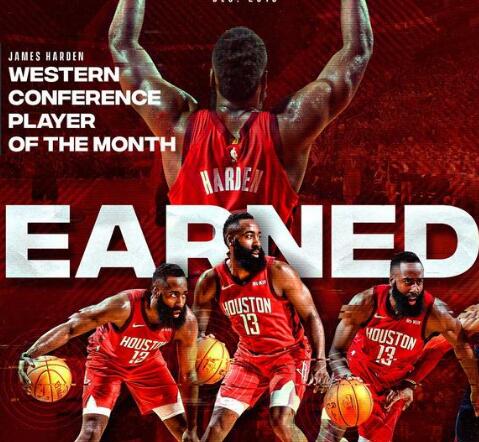 JAMES HARDEN
WESTERN
CONFERENCE
PLAYER
OF THE MONTH
HARDEN
EARNED
HOUSTON
13
HOUSTON
13
HOUSTON
13